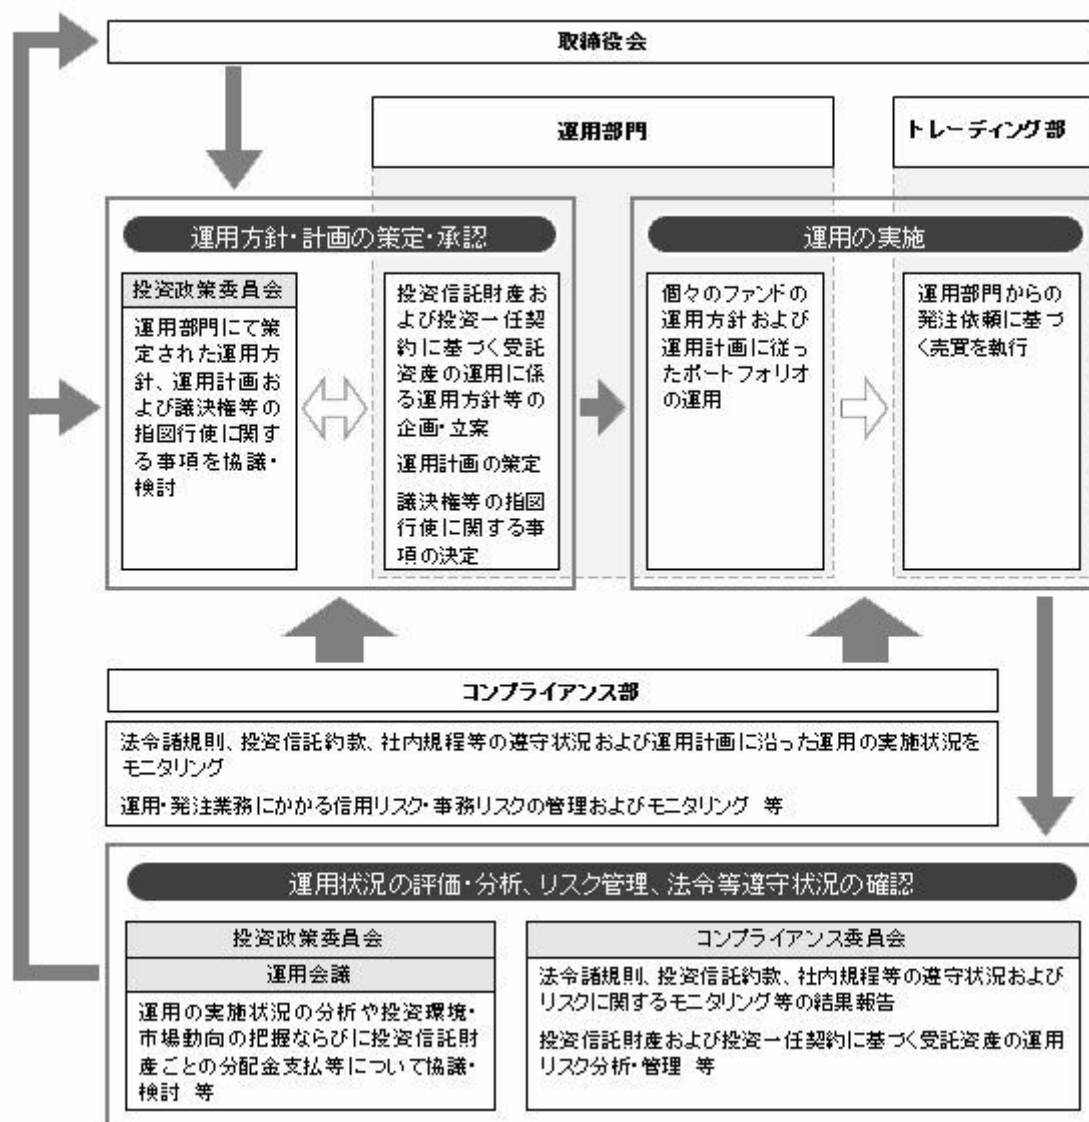 取締役会
運用部門
トレーディング部
運用方針・計画の策定・承認
投資政策委員会
運用部門にて策
定された運用方
針、運用計画お
よび議決権等の
指図行使に関す
る事項を協議・
検討
投資信託財産お
よび投資一任契
約に基づく受託
資産の運用に係
る運用方針等の
企画・立案
運用計画の策定
議決権等の指図
行使に関する事
項の決定
運用の実施
個々のファンドの
運用方針および
運用計画に従っ
たポートフォリオ
の運用
運用部門からの
発注依頼に基づ
く売買を執行
コンプライアンス部
法令諸規則、投資信託約款、社内規程等の遵守状況および運用計画に沿った運用の実施状況を
モニタリング
運用・発注業務にかかる信用リスク・事務リスクの管理およびモニタリング 等
運用状況の評価・分析、リスク管理、法令等遵守状況の確認
投資政策委員会
運用会議
運用の実施状況の分析や投資環境・
市場動向の把握ならびに投資信託財
産ごとの分配金支払等について協議・
検討 等
コンプライアンス委員会
法令諸規則、投資信託約款、社内規程等の遵守状況および
リスクに関するモニタリング等の結果報告
投資信託財産および投資一任契約に基づく受託資産の運用
リスク分析・管理 等